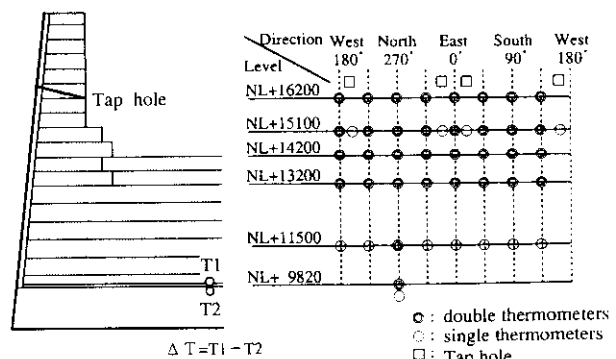 Tap hole
T1
T2
Δ T=T1-T2
Direction West North East South West
Level 180° 270° 0° 90° 180°
NL+16200
NL+15100
NL+14200
NL+13200
NL+11500
NL+ 9820
: double thermometers
: single thermometers
: Tap hole